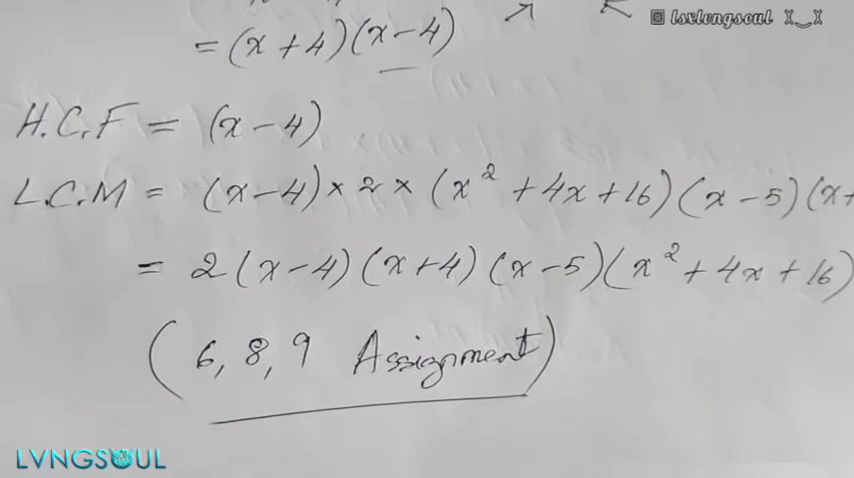 lsxlongsoul
= (x+4)(x-4)
H.C.F = (x-4)
L.C.M = (x-4)×2×(x²+4x+16)(x-5)(x+
= 2(x-4)(x+4)(x-5)(x²+4x+16)
(6, 8, 9 Assignment)
LVNGSOUL